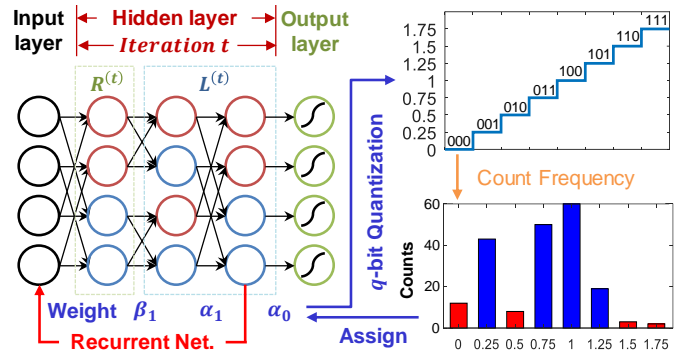 Input layer
Hidden layer
Iteration t
Output layer
R^(t)
L^(t)
Weight
β₁
α₁
α₀
Recurrent Net.
q-bit Quantization
Assign
1.75
1.5
1.25
1
0.75
0.5
0.25
0
000
001
010
011
100
101
110
111
Count Frequency
Counts
60
40
20
0
0
0.25
0.5
0.75
1
1.25
1.5
1.75